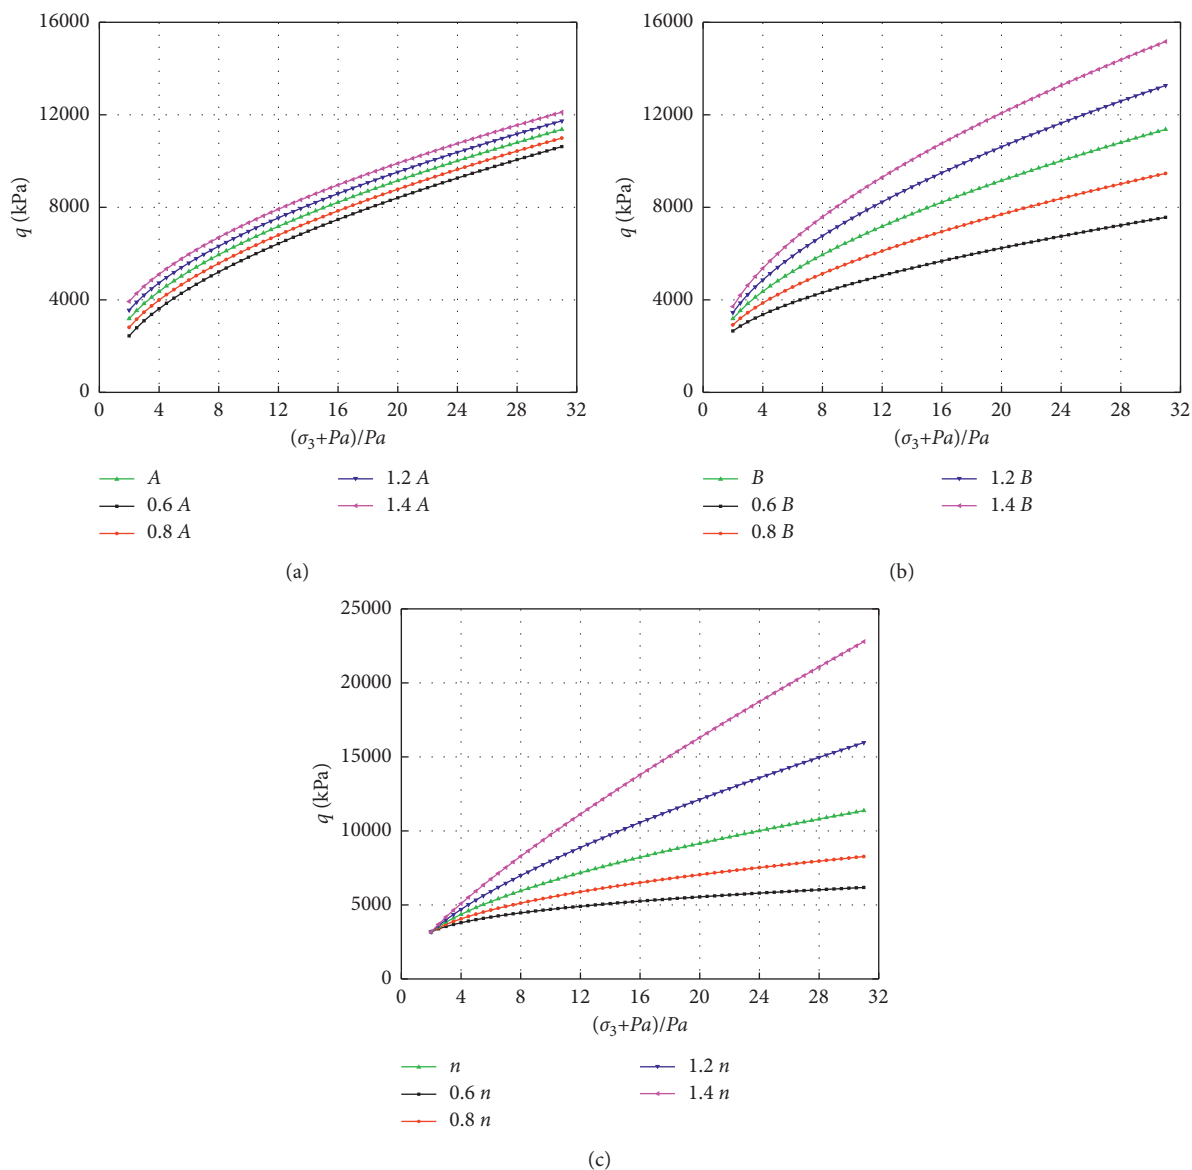 16000
12000
8000
4000
0
q (kPa)
0 4 8 12 16 20 24 28 32
(σ₃+Pa)/Pa
A
0.6 A
0.8 A
1.2 A
1.4 A
(a)
16000
12000
8000
4000
0
q (kPa)
0 4 8 12 16 20 24 28 32
(σ₃+Pa)/Pa
B
0.6 B
0.8 B
1.2 B
1.4 B
(b)
25000
20000
15000
10000
5000
0
q (kPa)
0 4 8 12 16 20 24 28 32
(σ₃+Pa)/Pa
n
0.6 n
0.8 n
1.2 n
1.4 n
(c)